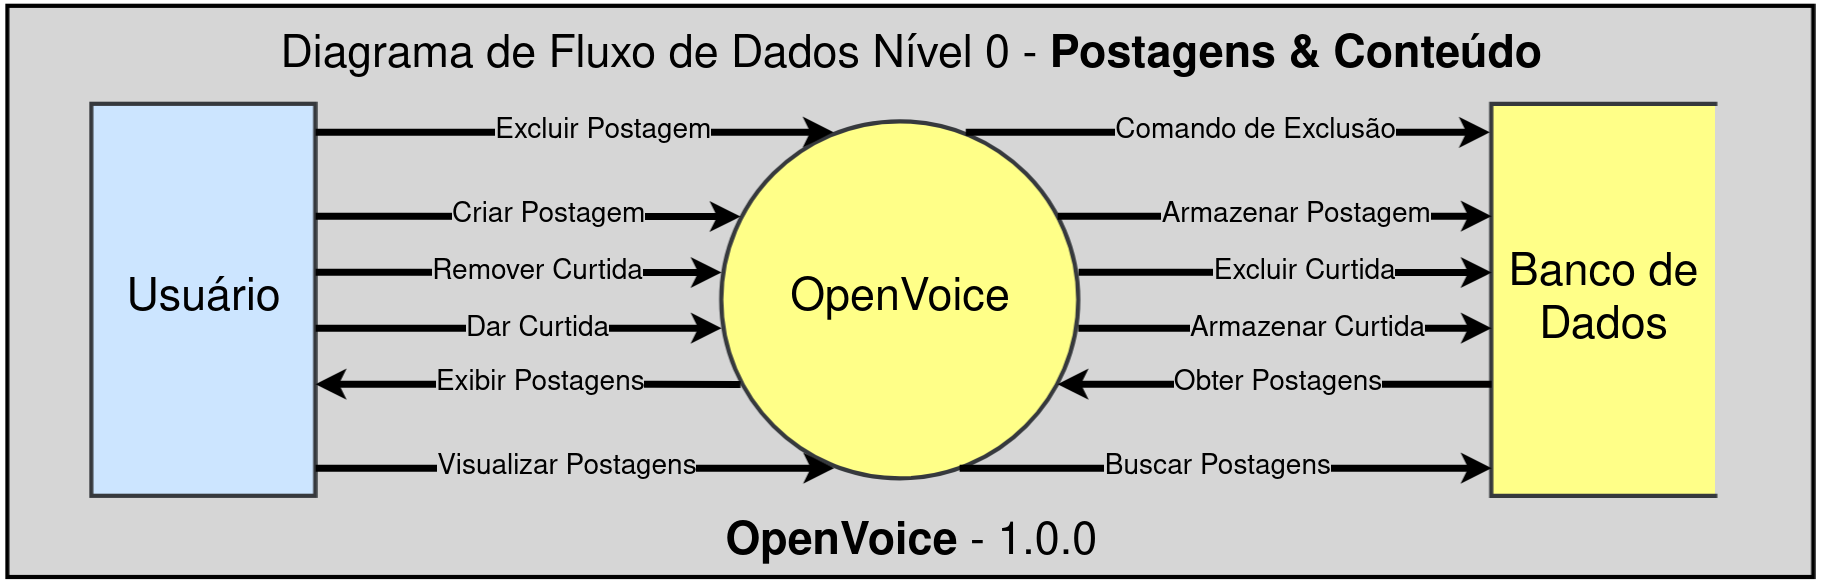 Diagrama de Fluxo de Dados Nível 0 - Postagens & Conteúdo
Excluir Postagem
Comando de Exclusão
Criar Postagem
Armazenar Postagem
Remover Curtida
Excluir Curtida
Usuário
OpenVoice
Banco de
Dados
Dar Curtida
Armazenar Curtida
Exibir Postagens
Obter Postagens
Visualizar Postagens
Buscar Postagens
OpenVoice - 1.0.0